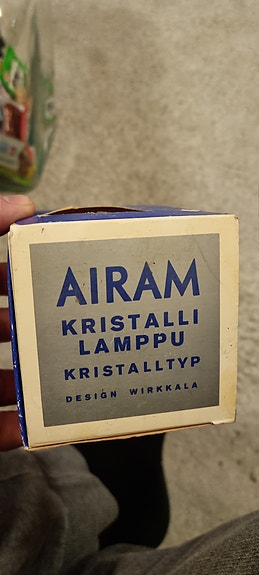 AIRAM
KRISTALLI
LAMPPU
KRISTALLTYP
DESIGN WIRKKALA